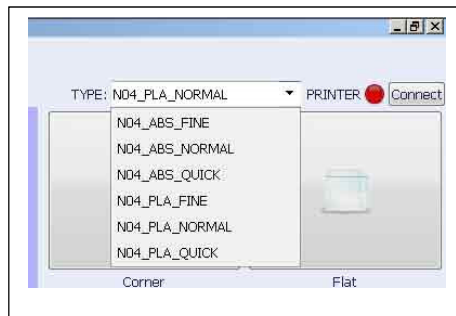 TYPE: N04_PLA_NORMAL PRINTER Connect
N04_ABS_FINE
N04_ABS_NORMAL
N04_ABS_QUICK
N04_PLA_FINE
N04_PLA_NORMAL
N04_PLA_QUICK
Corner Flat